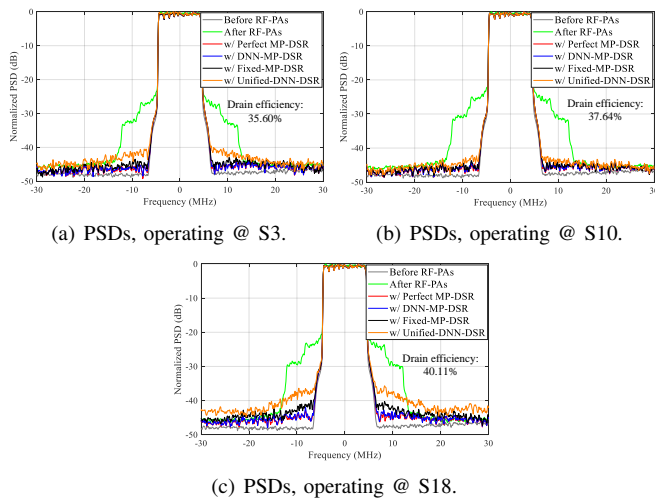 0
-10
-20
-30
-40
-50
Normalized PSD (dB)
-30 -20 -10 0 10 20 30
Frequency (MHz)
Before RF-PAs
After RF-PAs
w/ Perfect MP-DSR
w/ DNN-MP-DSR
w/ Fixed-MP-DSR
w/ Unified-DNN-DSR
Drain efficiency:
35.60%
(a) PSDs, operating @ S3.
0
-10
-20
-30
-40
-50
Normalized PSD (dB)
-30 -20 -10 0 10 20 30
Frequency (MHz)
Before RF-PAs
After RF-PAs
w/ Perfect MP-DSR
w/ DNN-MP-DSR
w/ Fixed-MP-DSR
w/ Unified-DNN-DSR
Drain efficiency:
37.64%
(b) PSDs, operating @ S10.
0
-10
-20
-30
-40
-50
Normalized PSD (dB)
-30 -20 -10 0 10 20 30
Frequency (MHz)
Before RF-PAs
After RF-PAs
w/ Perfect MP-DSR
w/ DNN-MP-DSR
w/ Fixed-MP-DSR
w/ Unified-DNN-DSR
Drain efficiency:
40.11%
(c) PSDs, operating @ S18.